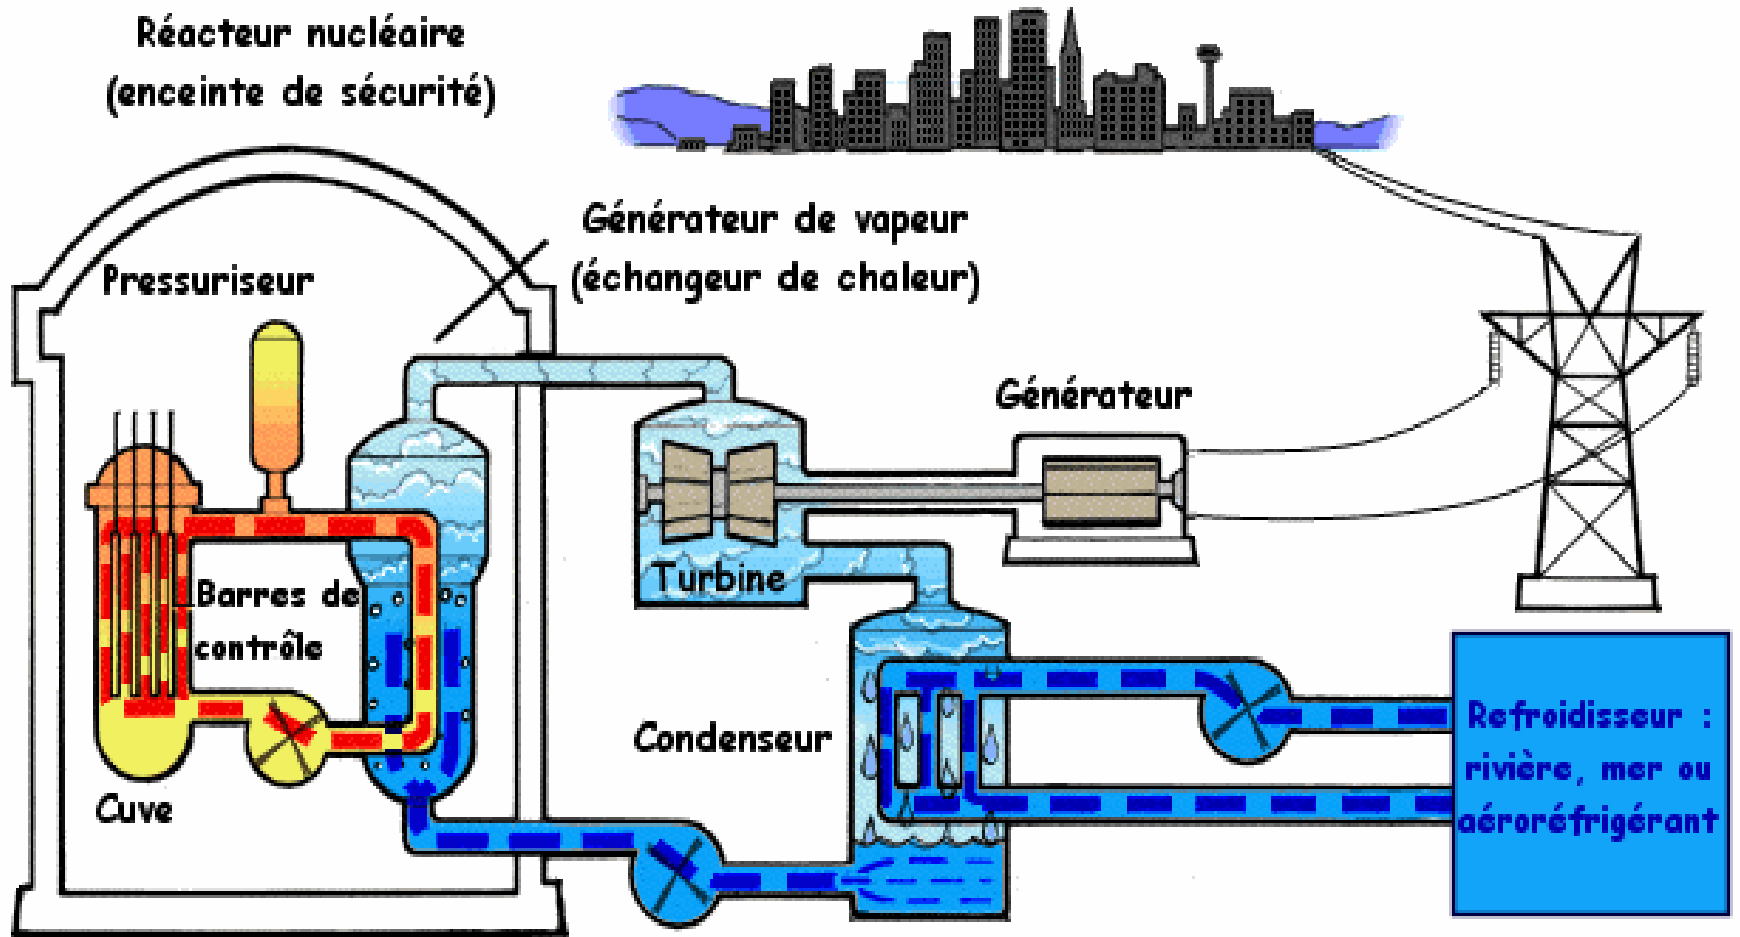 Réacteur nucléaire
(enceinte de sécurité)
Générateur de vapeur
(échangeur de chaleur)
Pressuriseur
Générateur
Barres de
contrôle
Turbine
Condenseur
Cuve
Refroidisseur :
rivière, mer ou
aéroréfrigérant